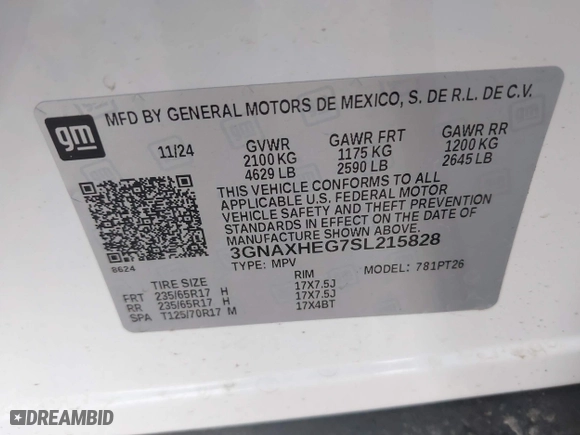 gm
MFD BY GENERAL MOTORS DE MEXICO, S. DE R.L. DE C.V.
11/24 GVWR GAWR FRT GAWR RR
2100 KG 1175 KG 1200 KG
4629 LB 2590 LB 2645 LB
THIS VEHICLE CONFORMS TO ALL
APPLICABLE U.S. FEDERAL MOTOR
VEHICLE SAFETY AND THEFT PREVENTION
STANDARDS IN EFFECT ON THE DATE OF
MANUFACTURE SHOWN ABOVE.
3GNAXHEG7SL215828
8624
TYPE: MPV MODEL: 781PT26
TIRE SIZE RIM
FRT 235/65R17 H 17X7.5J
RR 235/65R17 H 17X7.5J
SPA T125/70R17 M 17X4BT
DREAMBID